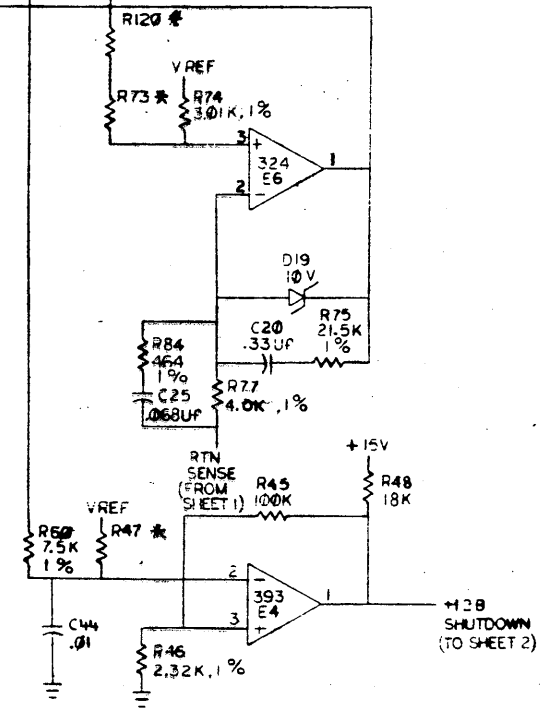 R120 *
VREF
R73 *
R74
3.01K, 1%
3
+
324
E6
1
2
−
D19
10 V
C20
.33UF
R75
21.5K
1%
R84
464
1%
C25
.068UF
R77
4.0K, 1%
RTN
SENSE
(FROM
SHEET 1)
+15V
R45
100K
R48
18K
VREF
R60
7.5K
1%
R47 *
2
−
393
E4
1
3
+
+12B
SHUTDOWN
(TO SHEET 2)
C44
.01
R46
2.32K, 1%